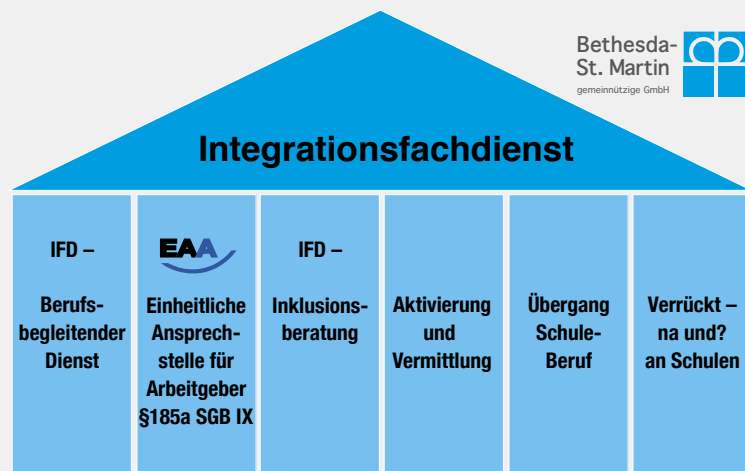 Bethesda-
St. Martin
gemeinnützige GmbH
Integrationsfachdienst
IFD –
Berufs-
begleitender
Dienst
EAA
Einheitliche
Ansprech-
stelle für
Arbeitgeber
§185a SGB IX
IFD –
Inklusions-
beratung
Aktivierung
und
Vermittlung
Übergang
Schule-
Beruf
Verrückt –
na und?
an Schulen